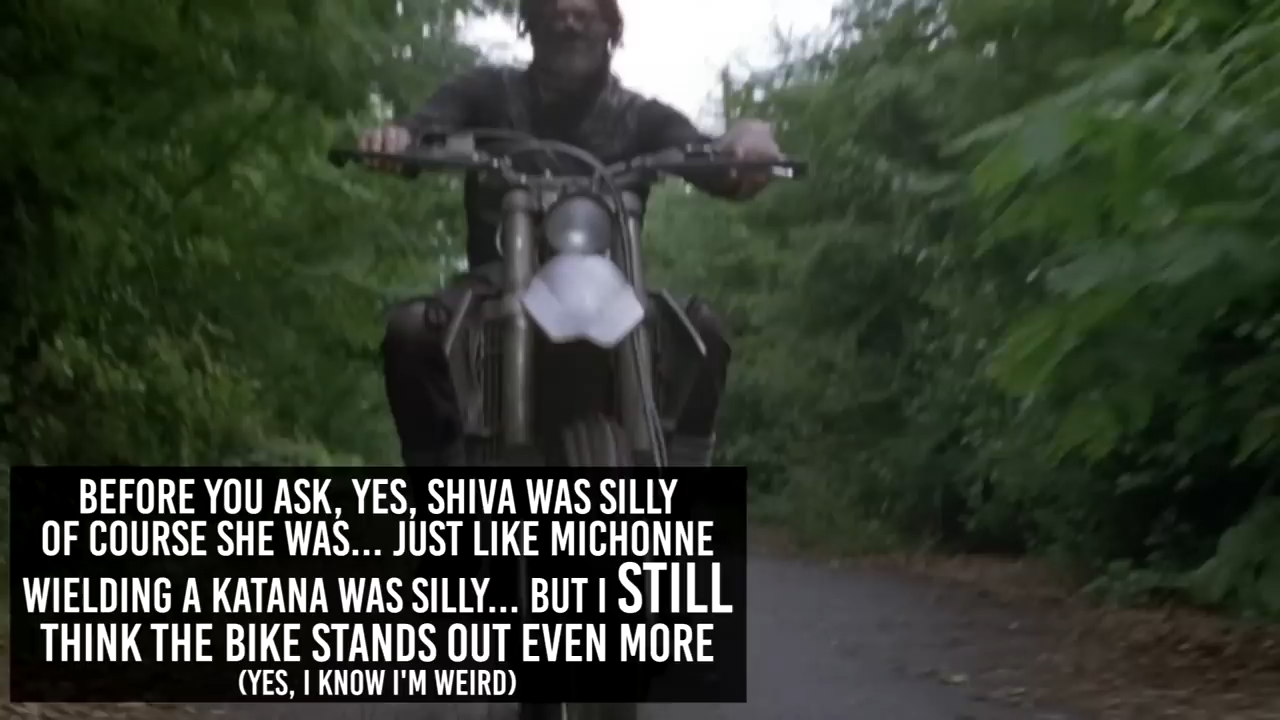 BEFORE YOU ASK, YES, SHIVA WAS SILLY
OF COURSE SHE WAS... JUST LIKE MICHONNE
WIELDING A KATANA WAS SILLY... BUT I STILL
THINK THE BIKE STANDS OUT EVEN MORE
(YES, I KNOW I'M WEIRD)